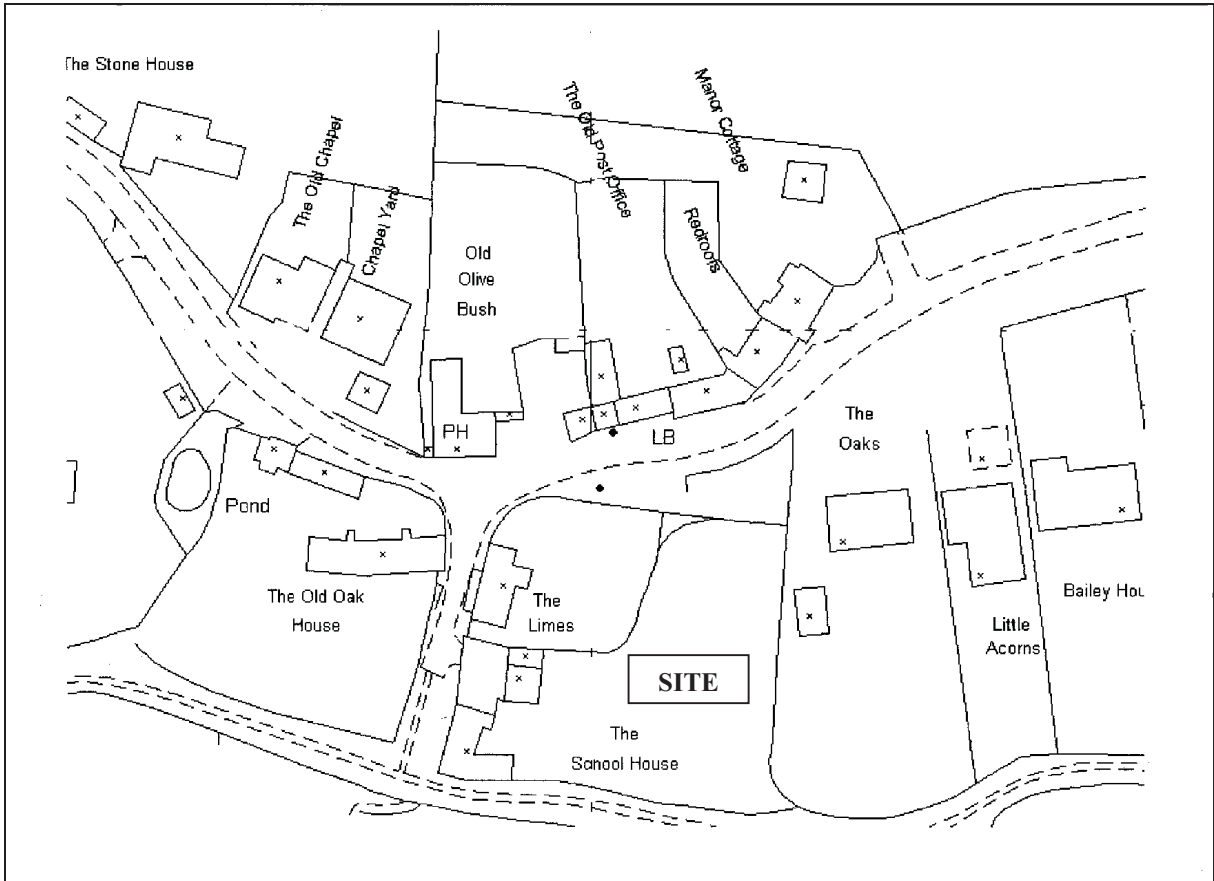 The Stone House
The Old Chapel
Chapel Yard
Old
Olive
Bush
The Old Post Office
Manor Cottage
Redroofs
PH
LB
The
Oaks
Pond
The Old Oak
House
The
Limes
SITE
The
School House
Little
Acorns
Bailey Hou